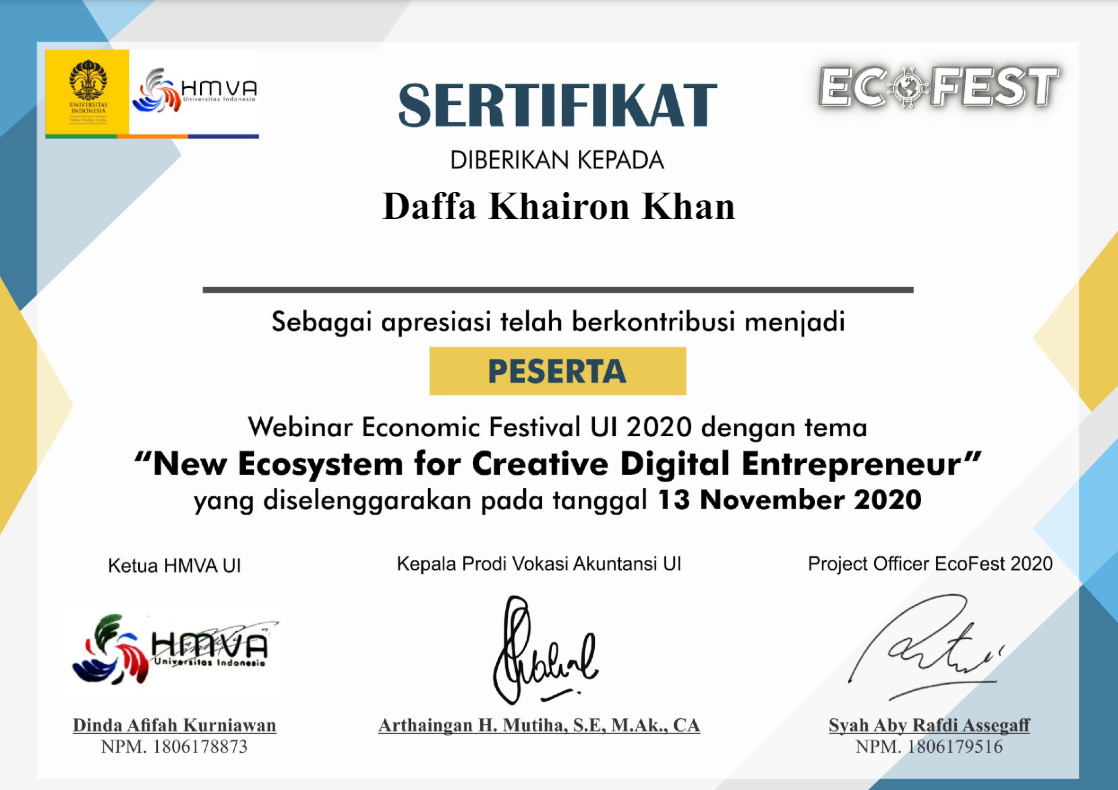 UNIVERSITAS
INDONESIA
HMVA
Universitas Indonesia
ECOFEST
SERTIFIKAT
DIBERIKAN KEPADA
Daffa Khairon Khan
Sebagai apresiasi telah berkontribusi menjadi
PESERTA
Webinar Economic Festival UI 2020 dengan tema
“New Ecosystem for Creative Digital Entrepreneur”
yang diselenggarakan pada tanggal 13 November 2020
Ketua HMVA UI
Kepala Prodi Vokasi Akuntansi UI
Project Officer EcoFest 2020
HMVA
Universitas Indonesia
Dinda Afifah Kurniawan
NPM. 1806178873
Arthaingan H. Mutiha, S.E, M.Ak., CA
Syah Aby Rafdi Assegaff
NPM. 1806179516